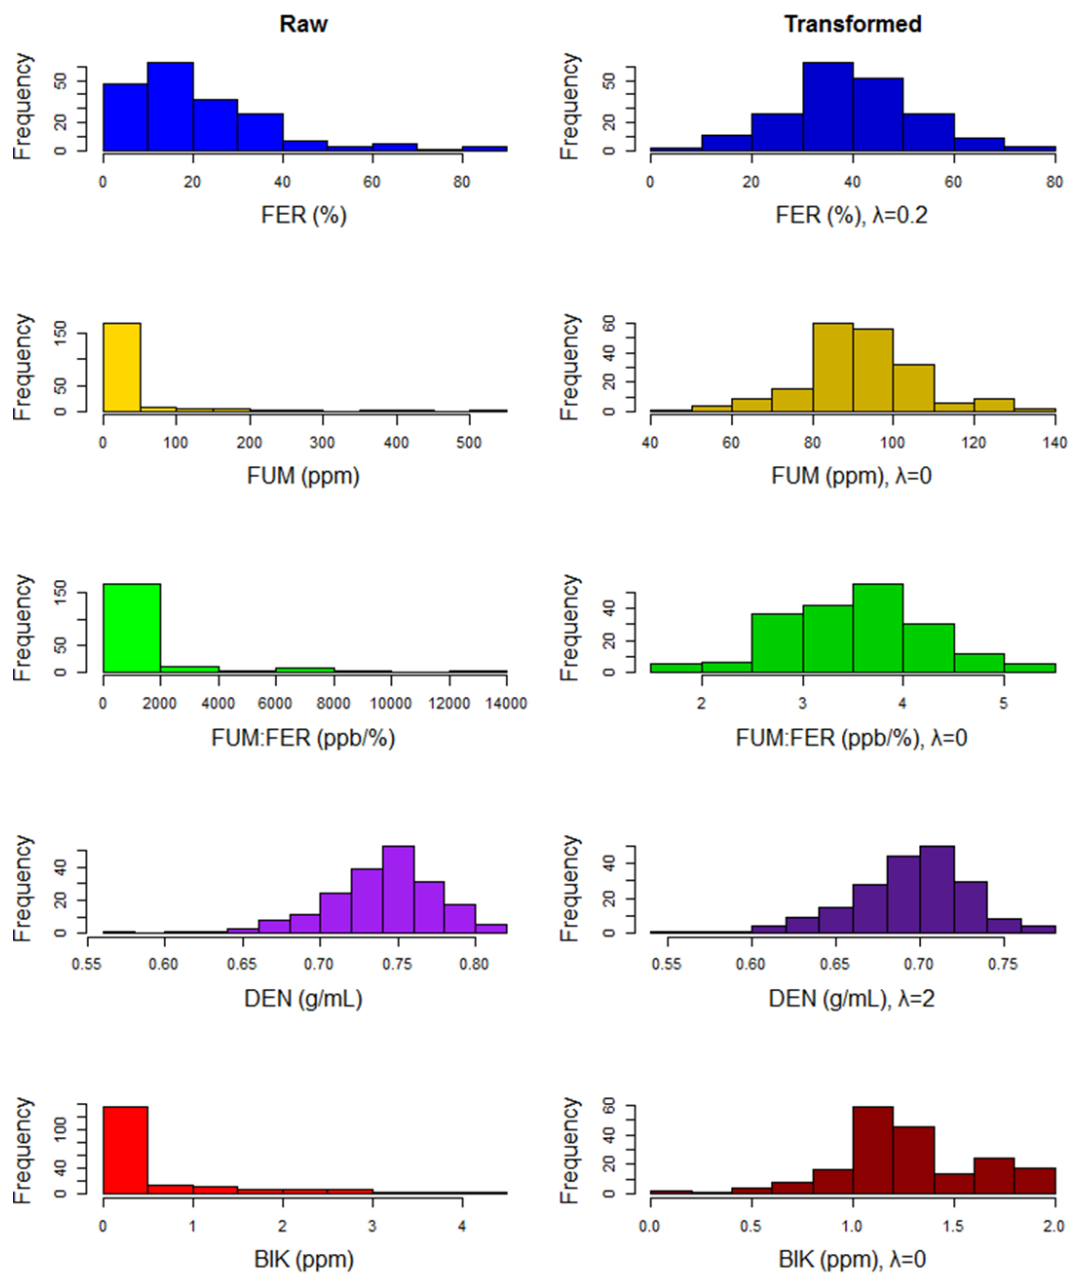 Raw Transformed
Frequency 0 20 50 Frequency 0 20 50
0 20 40 60 80 0 20 40 60 80
FER (%) FER (%), λ=0.2
Frequency 0 50 150 Frequency 0 20 40 60
0 100 200 300 400 500 40 60 80 100 120 140
FUM (ppm) FUM (ppm), λ=0
Frequency 0 50 150 Frequency 0 20 40
0 2000 4000 6000 8000 10000 12000 14000 2 3 4 5
FUM:FER (ppb/%) FUM:FER (ppb/%), λ=0
Frequency 0 20 40 Frequency 0 20 40
0.55 0.60 0.65 0.70 0.75 0.80 0.55 0.60 0.65 0.70 0.75
DEN (g/mL) DEN (g/mL), λ=2
Frequency 0 40 100 Frequency 0 20 40 60
0 1 2 3 4 0.0 0.5 1.0 1.5 2.0
BIK (ppm) BIK (ppm), λ=0